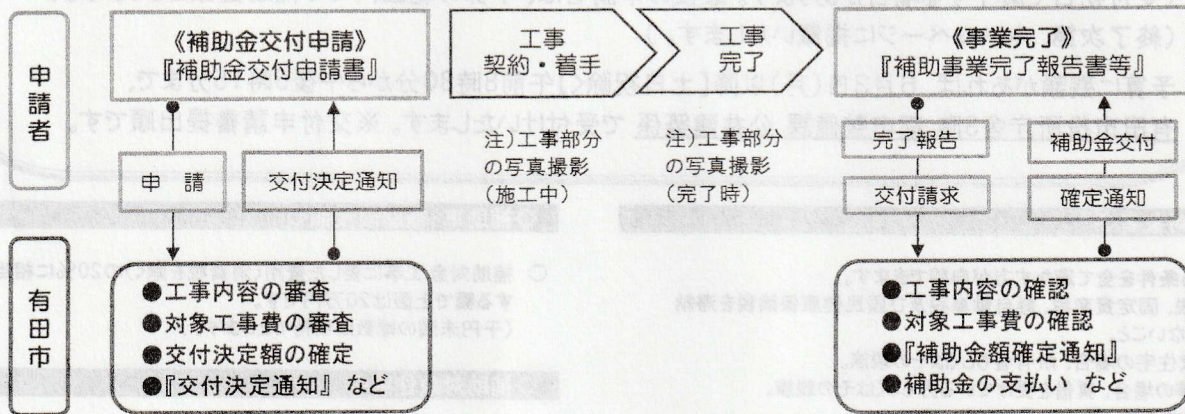 申請者
《補助金交付申請》
『補助金交付申請書』
工事
契約・着手
工事
完了
《事業完了》
『補助事業完了報告書等』
申請
交付決定通知
注)工事部分
の写真撮影
(施工中)
注)工事部分
の写真撮影
(完了時)
完了報告
交付請求
補助金交付
確定通知
有田市
●工事内容の審査
●対象工事費の審査
●交付決定額の確定
●『交付決定通知』など
●工事内容の確認
●対象工事費の確認
●『補助金額確定通知』
●補助金の支払い など